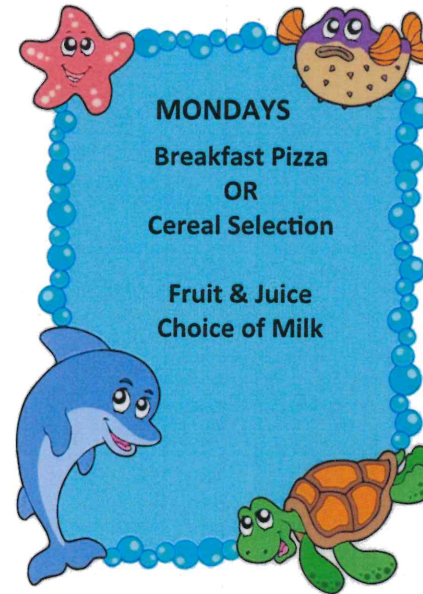 MONDAYS
Breakfast Pizza
OR
Cereal Selection
Fruit & Juice
Choice of Milk